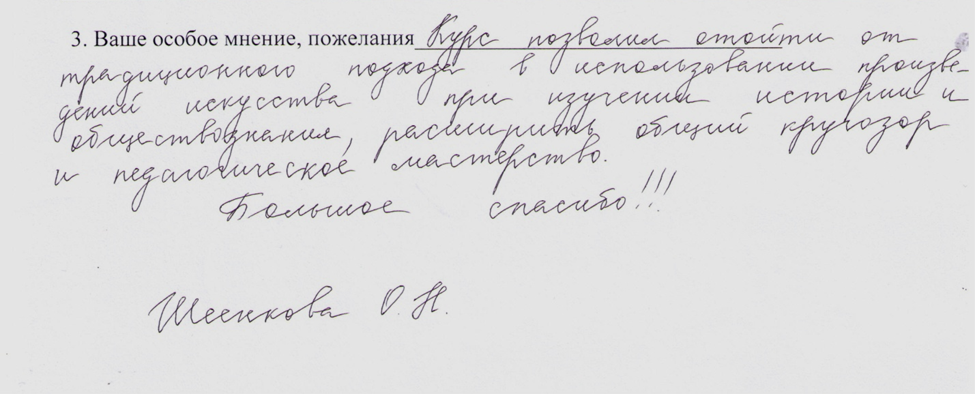 3. Ваше особое мнение, пожелания Курс позволил отойти от
традиционного подхода в использовании произве-
дений искусства при изучении истории и
обществознания, расширить общий кругозор
и педагогическое мастерство.
Большое спасибо!!!
О. Н.